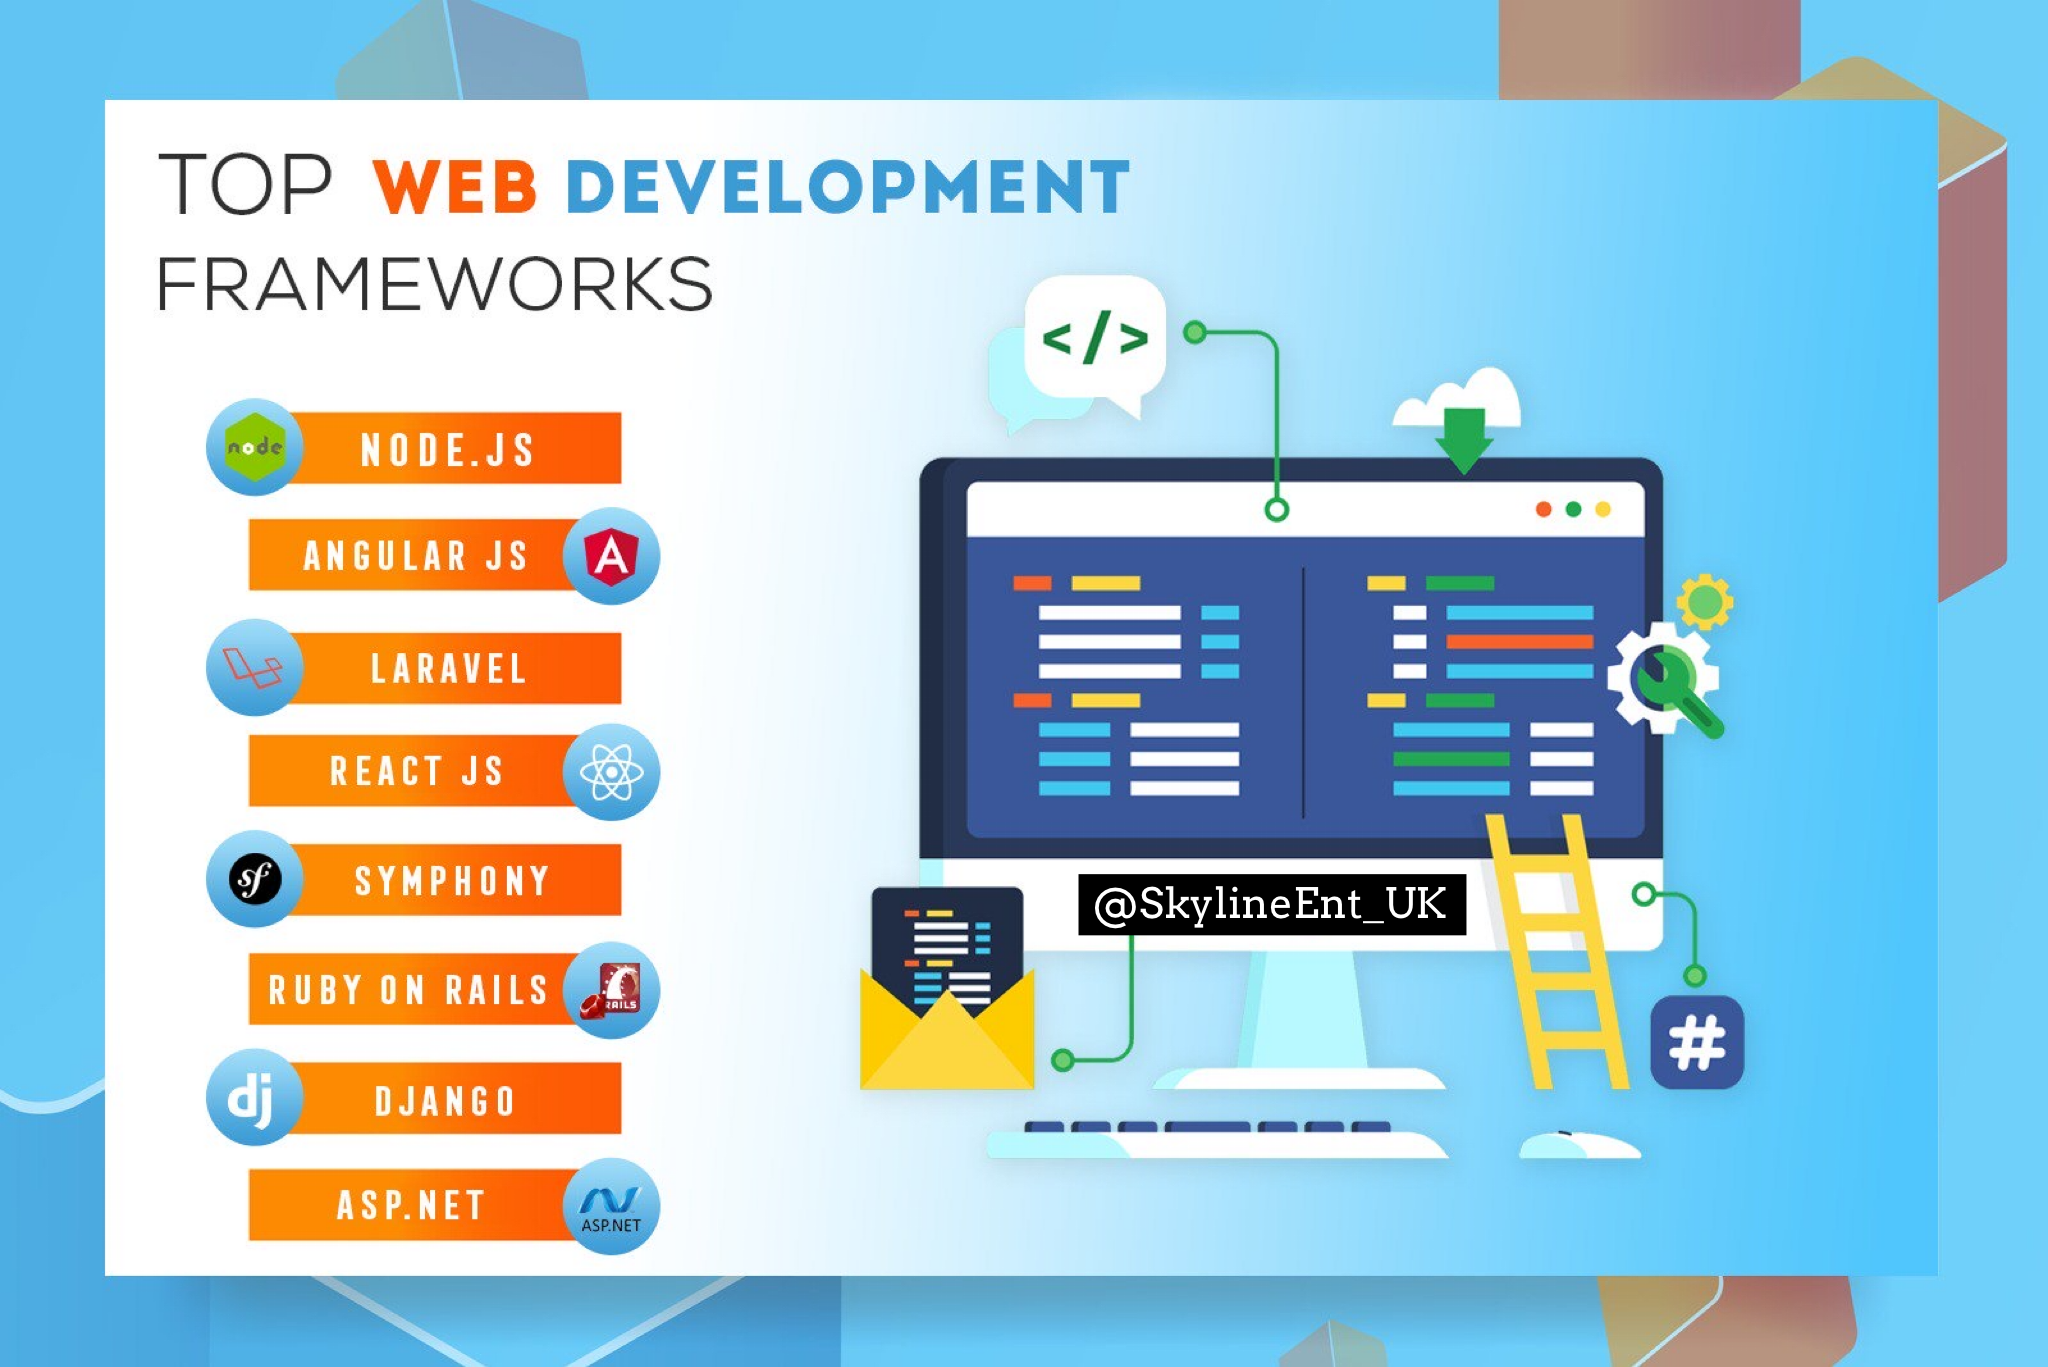 TOP WEB DEVELOPMENT
FRAMEWORKS
</>
node
NODE.JS
ANGULAR JS
A
LARAVEL
REACT JS
sf
SYMPHONY
RUBY ON RAILS
RAILS
dj
DJANGO
ASP.NET
ASP.NET
@SkylineEnt_UK
#